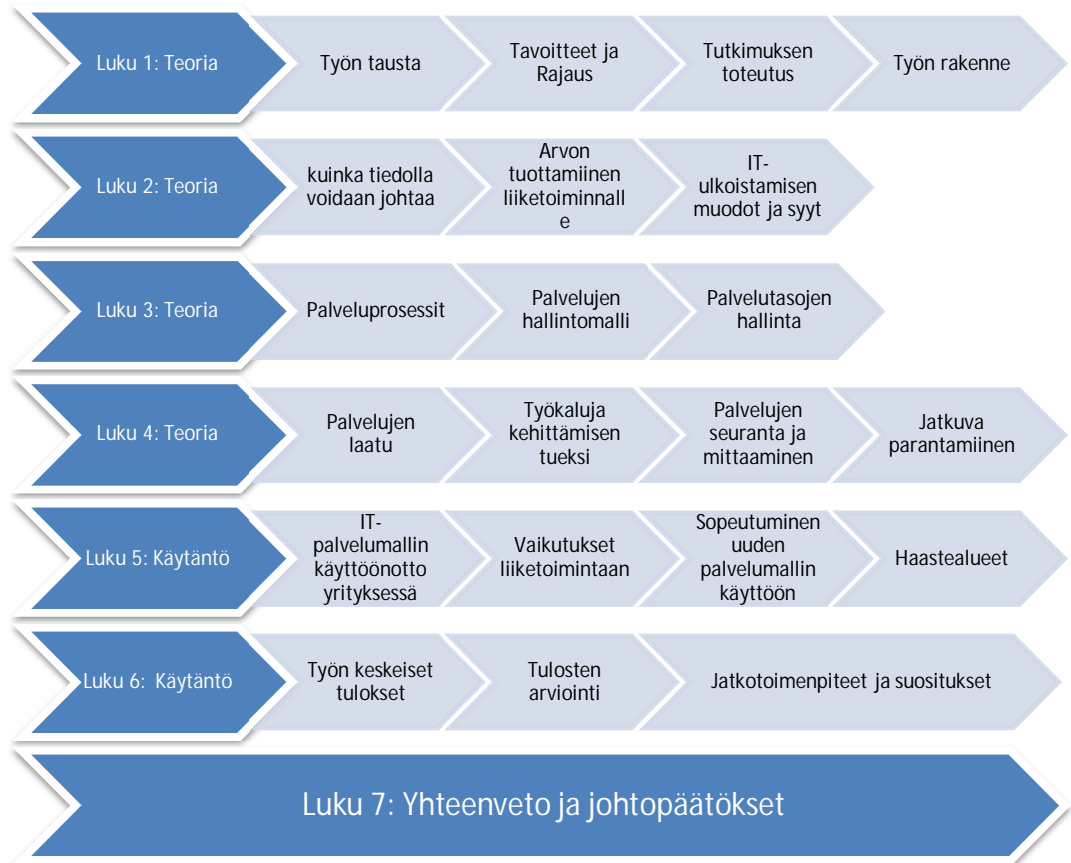 Luku 1: Teoria
Työn tausta
Tavoitteet ja
Rajaus
Tutkimuksen
toteutus
Työn rakenne
Luku 2: Teoria
kuinka tiedolla
voidaan johtaa
Arvon
tuottamiinen
liiketoiminnall
e
IT-
ulkoistamisen
muodot ja syyt
Luku 3: Teoria
Palveluprosessit
Palvelujen
hallintomalli
Palvelutasojen
hallinta
Luku 4: Teoria
Palvelujen
laatu
Työkaluja
kehittämisen
tueksi
Palvelujen
seuranta ja
mittaaminen
Jatkuva
parantamiinen
Luku 5: Käytäntö
IT-
palvelumallin
käyttöönotto
yrityksessä
Vaikutukset
liiketoimintaan
Sopeutuminen
uuden
palvelumallin
käyttöön
Haastealueet
Luku 6: Käytäntö
Työn keskeiset
tulokset
Tulosten
arviointi
Jatkotoimenpiteet ja suositukset
Luku 7: Yhteenveto ja johtopäätökset